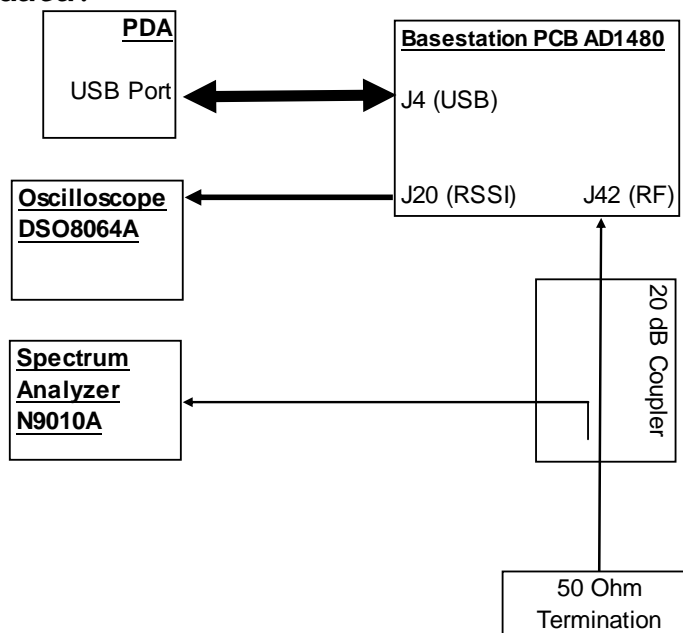 PDA
USB Port
Basestation PCB AD1480
J4 (USB)
J20 (RSSI) J42 (RF)
Oscilloscope
DSO8064A
20 dB Coupler
Spectrum
Analyzer
N9010A
50 Ohm
Termination